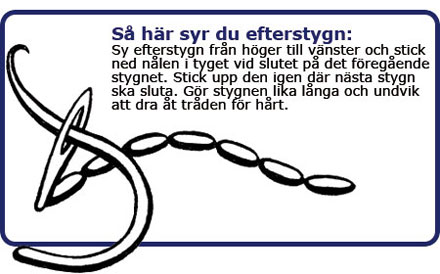 Så här syr du efterstygn:
Sy efterstygn från höger till vänster och stick
ned nålen i tyget vid slutet på det föregående
stygnet. Stick upp den igen där nästa stygn
ska sluta. Gör stygnen lika långa och undvik
att dra åt tråden för hårt.